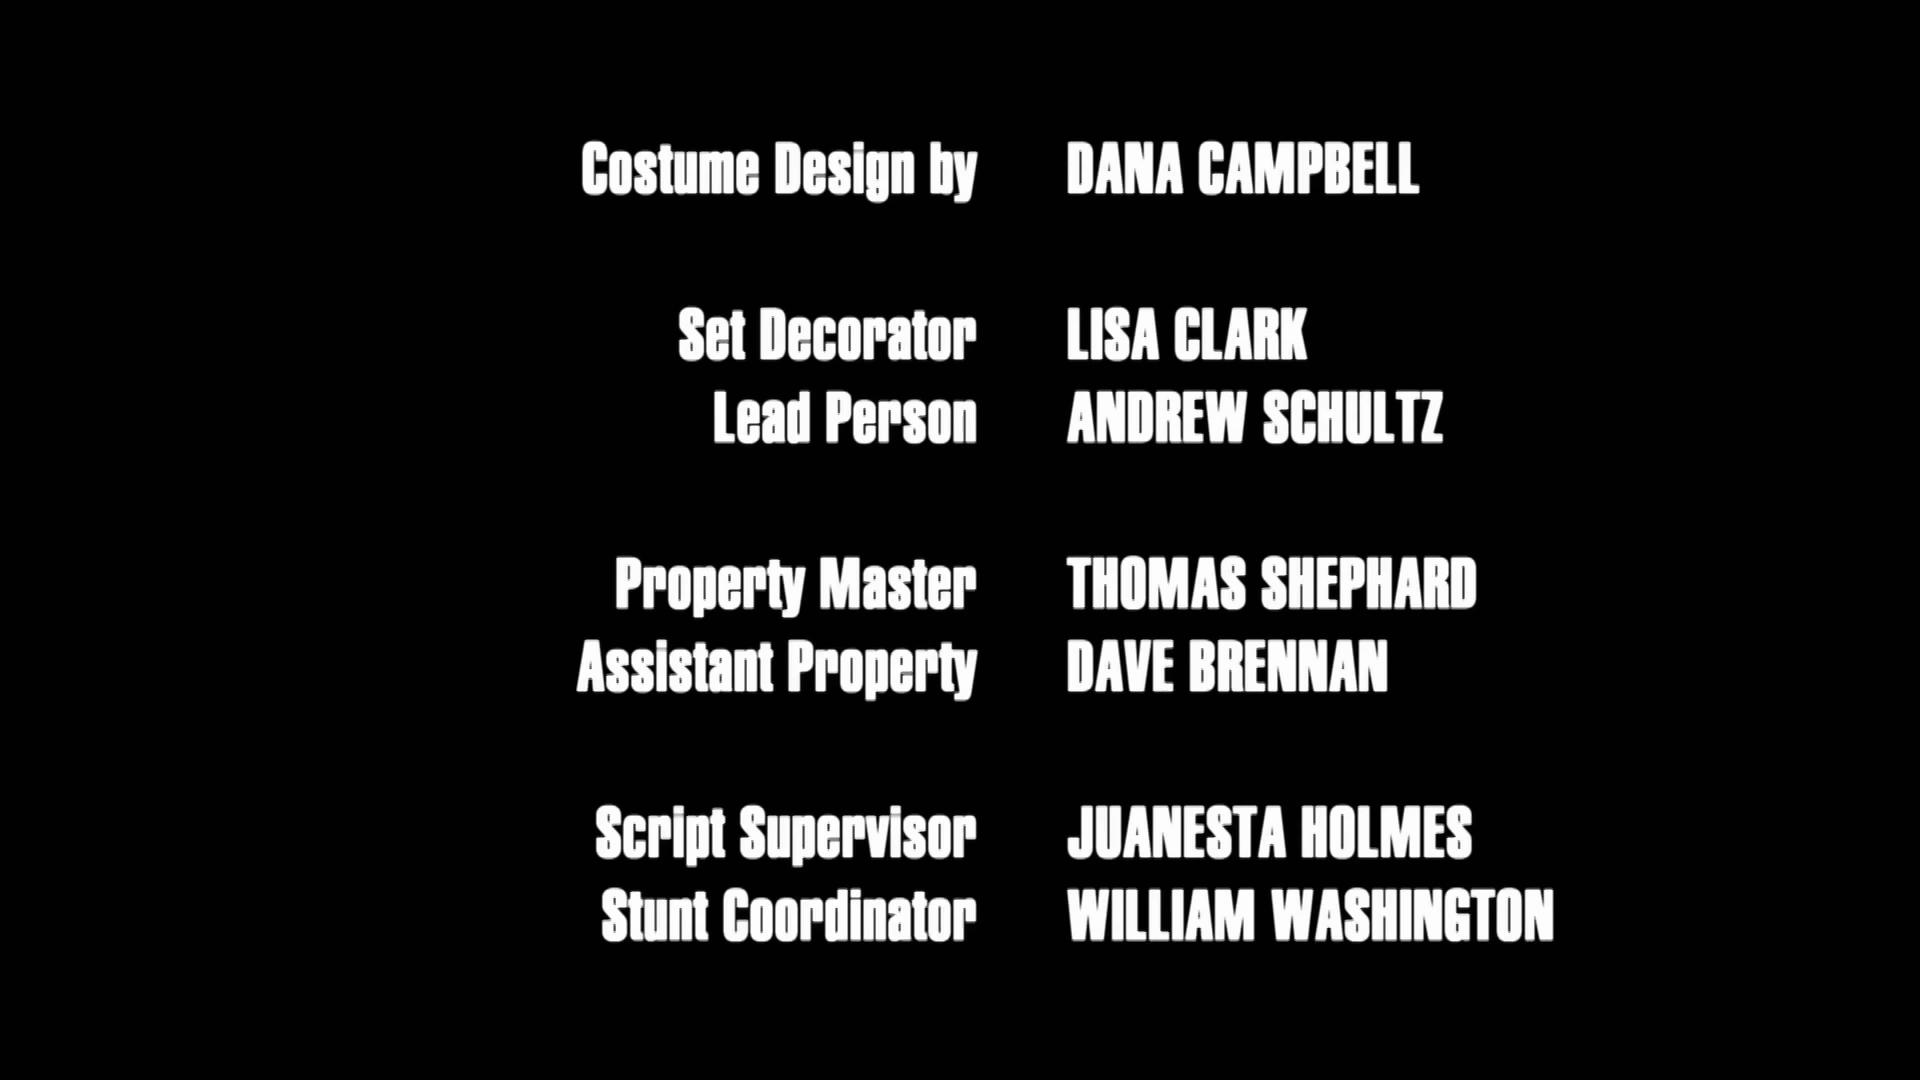 Costume Design by DANA CAMPBELL
Set Decorator LISA CLARK
Lead Person ANDREW SCHULTZ
Property Master THOMAS SHEPHARD
Assistant Property DAVE BRENNAN
Script Supervisor JUANESTA HOLMES
Stunt Coordinator WILLIAM WASHINGTON